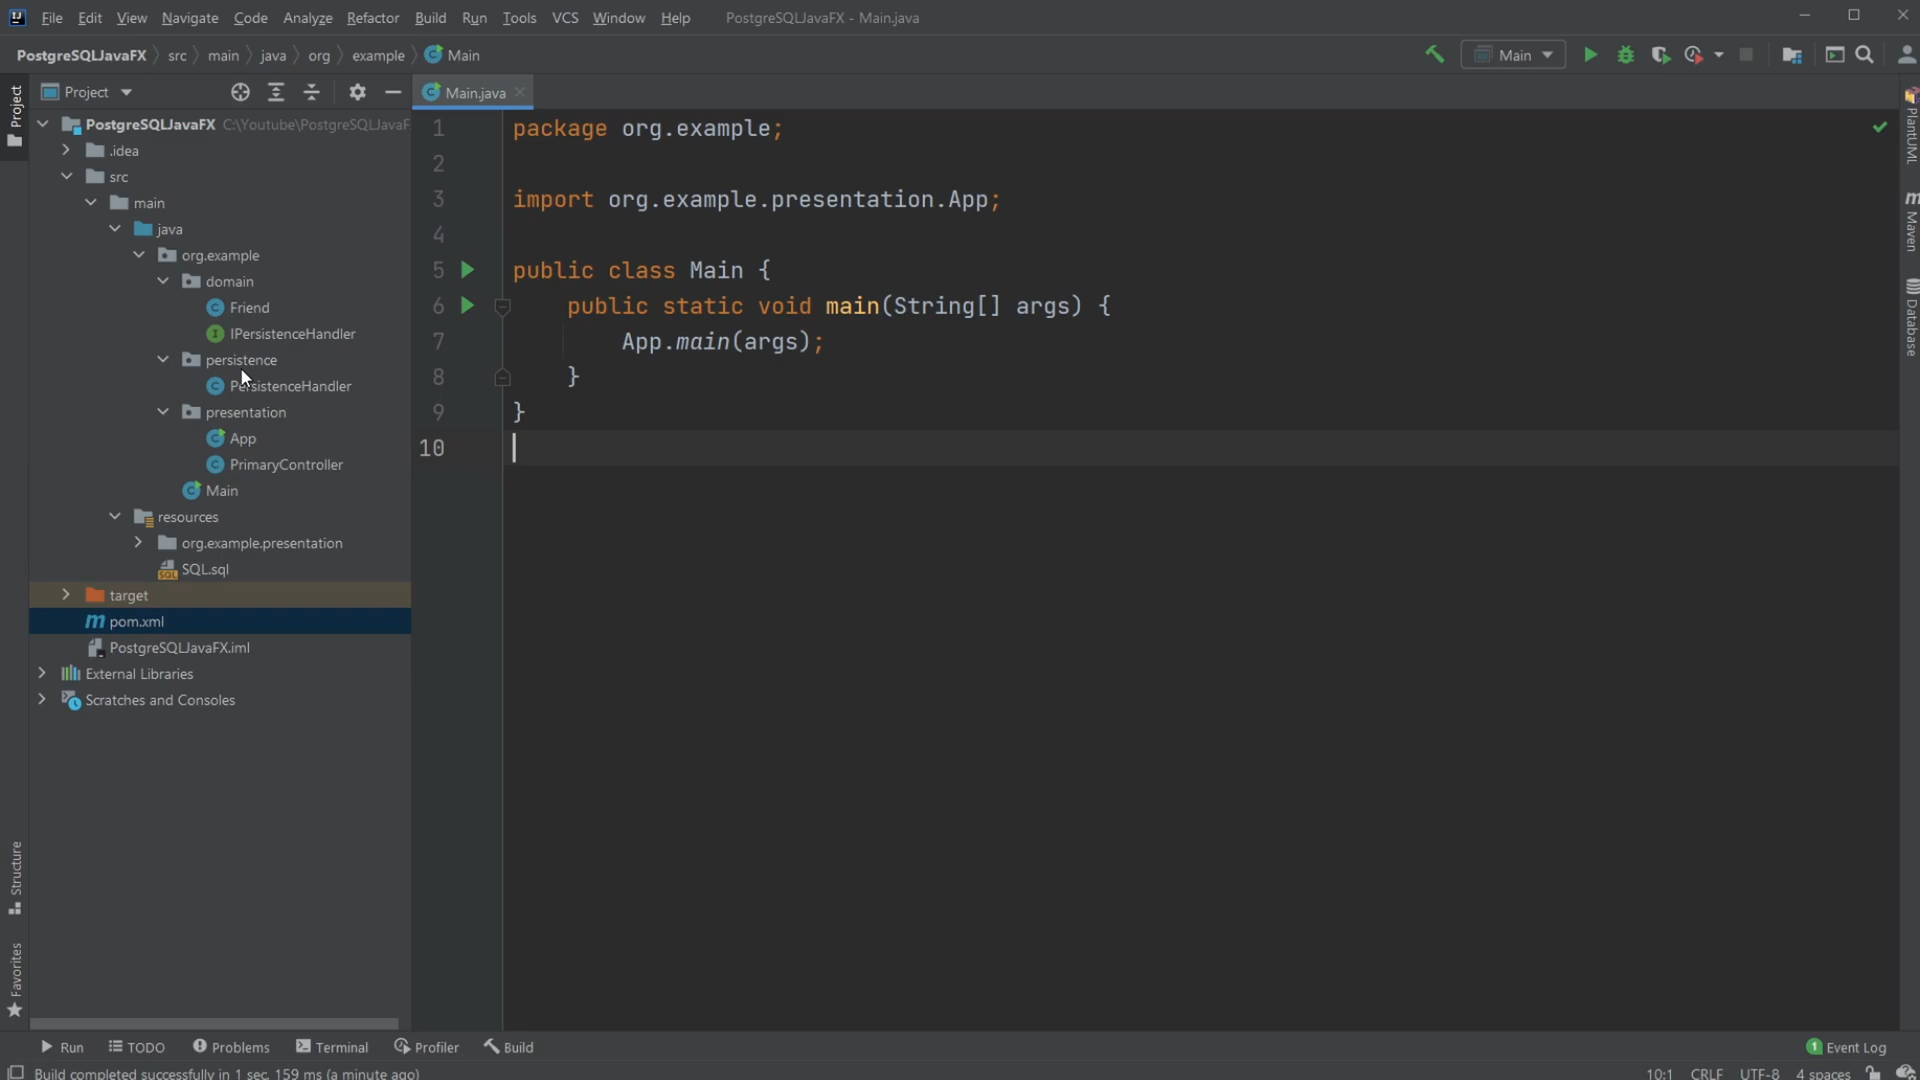 File Edit View Navigate Code Analyze Refactor Build Run Tools VCS Window Help PostgreSQLJavaFX - Main.java
PostgreSQLJavaFX src main java org example Main
Main
Project
Main.java
Project
PostgreSQLJavaFX C:\Youtube\PostgreSQLJavaF
.idea
src
main
java
org.example
domain
Friend
IPersistenceHandler
persistence
PersistenceHandler
presentation
App
PrimaryController
Main
resources
org.example.presentation
SQL.sql
target
pom.xml
PostgreSQLJavaFX.iml
External Libraries
Scratches and Consoles
1 package org.example;
2
3 import org.example.presentation.App;
4
5 public class Main {
6 public static void main(String[] args) {
7 App.main(args);
8 }
9 }
10
PlantUML
Maven
Database
Structure
Favorites
Run TODO Problems Terminal Profiler Build
1 Event Log
Build completed successfully in 1 sec, 159 ms (a minute ago)
10:1 CRLF UTF-8 4 spaces